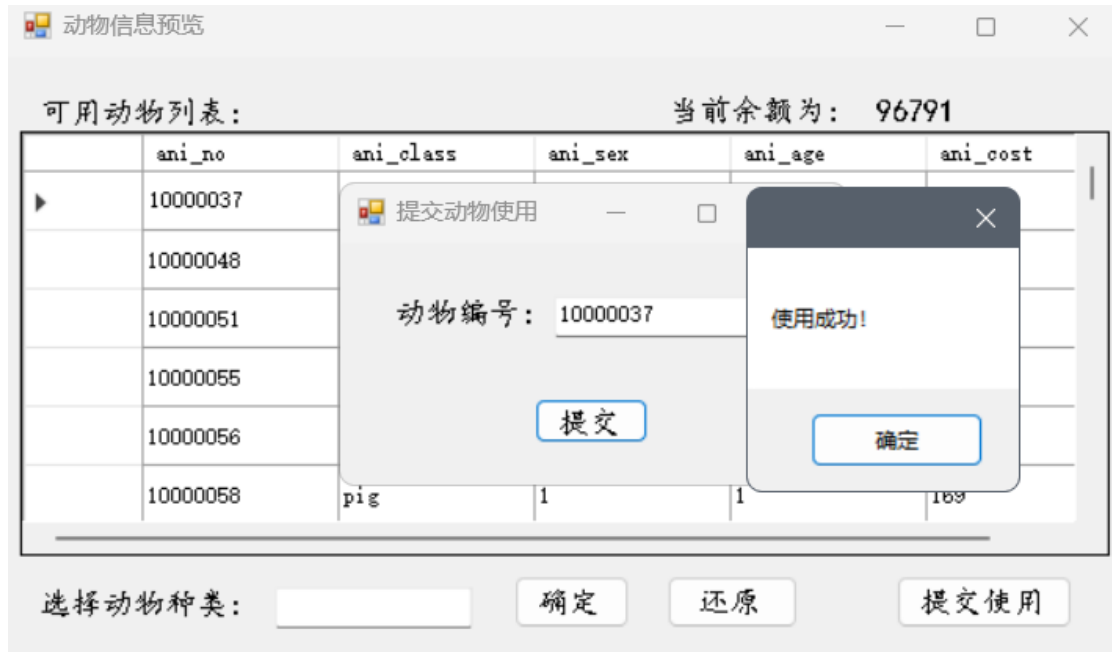 动物信息预览
可用动物列表： 当前余额为： 96791
ani_no ani_class ani_sex ani_age ani_cost
10000037
提交动物使用
10000048
动物编号： 10000037
使用成功!
10000051
10000055
提交
10000056
确定
10000058 pig 1 1 169
选择动物种类： 确定 还原 提交使用